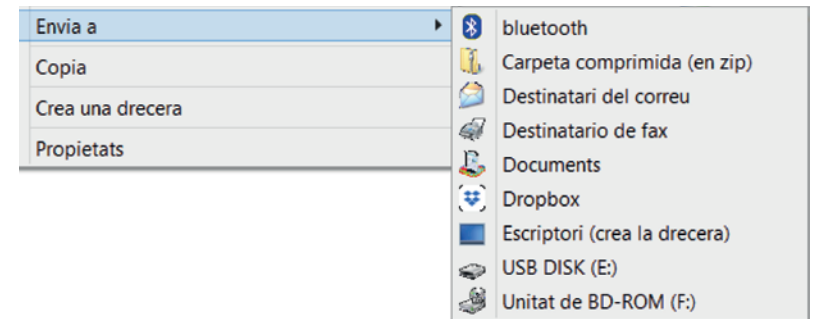 Envia a
Copia
Crea una drecera
Propietats
bluetooth
Carpeta comprimida (en zip)
Destinatari del correu
Destinatario de fax
Documents
Dropbox
Escriptori (crea la drecera)
USB DISK (E:)
Unitat de BD-ROM (F:)